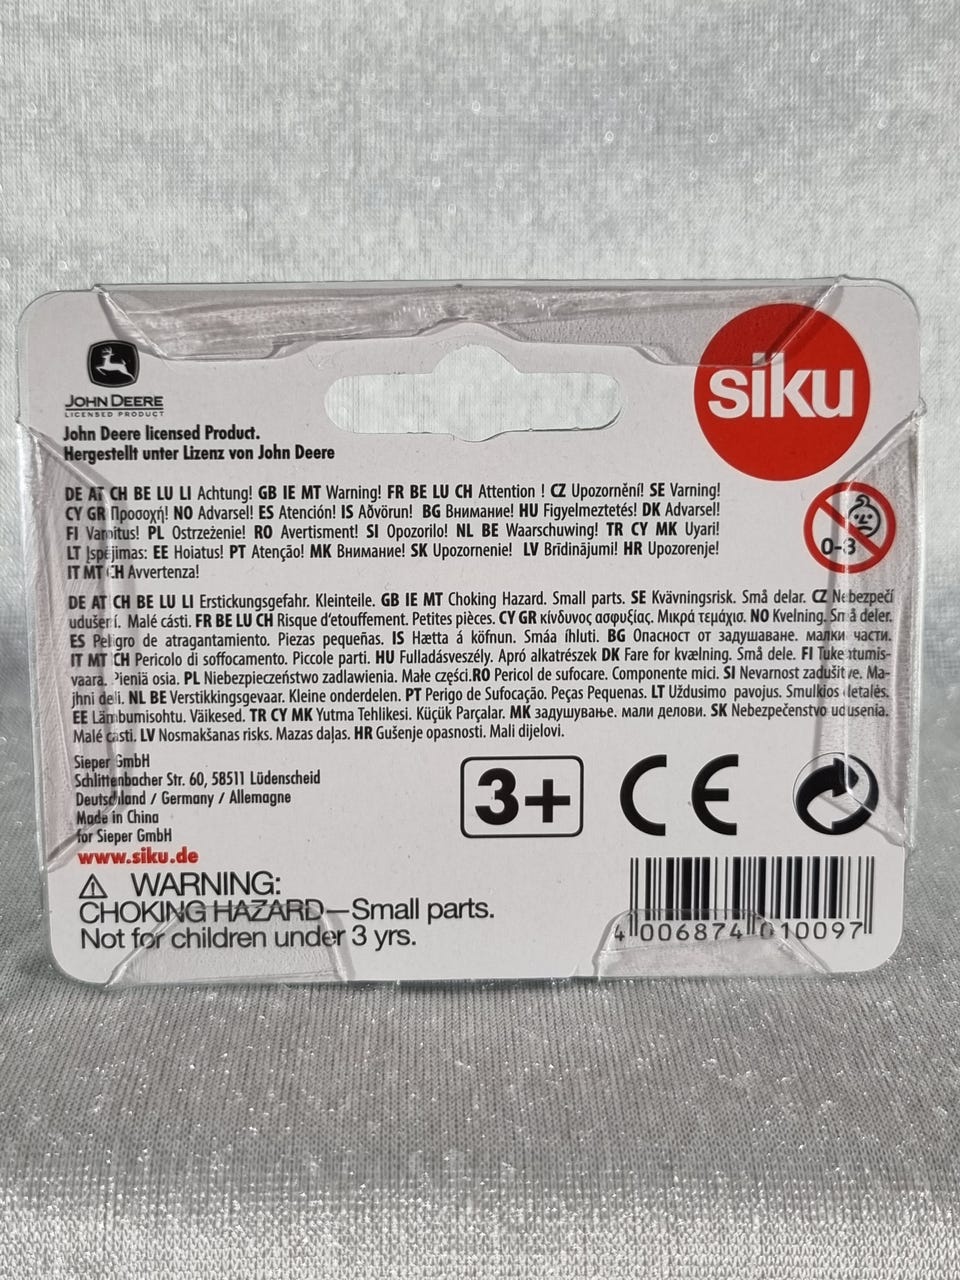 JOHN DEERE
LICENSED PRODUCT
John Deere licensed Product.
Hergestellt unter Lizenz von John Deere
siku
DE AT CH BE LU LI Achtung! GB IE MT Warning! FR BE LU CH Attention ! CZ Upozornění! SE Varning!
CY GR Προσοχή! NO Advarsel! ES Atención! IS Aðvörun! BG Внимание! HU Figyelmeztetés! DK Advarsel!
FI Varoitus! PL Ostrzeżenie! RO Avertisment! SI Opozorilo! NL BE Waarschuwing! TR CY MK Uyari!
LT Įspėjimas: EE Hoiatus! PT Atenção! MK Внимание! SK Upozornenie! LV Brīdinājumi! HR Upozorenje!
IT MT CH Avvertenza!
0-3
DE AT CH BE LU LI Erstickungsgefahr. Kleinteile. GB IE MT Choking Hazard. Small parts. SE Kvävningsrisk. Små delar. CZ Nebezpečí
udušení. Malé cásti. FR BE LU CH Risque d'etouffement. Petites pièces. CY GR κίνδυνος ασφυξίας. Μικρά τεμάχια. NO Kvelning. Små deler.
ES Peligro de atragantamiento. Piezas pequeñas. IS Hætta á köfnun. Smáa íhluti. BG Опасност от задушаване. малки части.
IT MT CH Pericolo di soffocamento. Piccole parti. HU Fulladásveszély. Apró alkatrészek DK Fare for kvælning. Små dele. FI Tukehtumis-
vaara. Pieniä osia. PL Niebezpieczeństwo zadlawienia. Małe części.RO Pericol de sufocare. Componente mici. SI Nevarnost zadušitve. Ma-
jhni deli. NL BE Verstikkingsgevaar. Kleine onderdelen. PT Perigo de Sufocação. Peças Pequenas. LT Uždusimo pavojus. Smulkios detalės.
EE Lämbumisohtu. Väikesed. TR CY MK Yutma Tehlikesi. Küçük Parçalar. MK задушување. мали делови. SK Nebezpečenstvo udusenia.
Malé casti. LV Nosmakšanas risks. Mazas daļas. HR Gušenje opasnosti. Mali dijelovi.
Sieper GmbH
Schlittenbacher Str. 60, 58511 Lüdenscheid
Deutschland / Germany / Allemagne
Made in China
for Sieper GmbH
www.siku.de
3+ CE
WARNING:
CHOKING HAZARD—Small parts.
Not for children under 3 yrs.
4 006874 010097